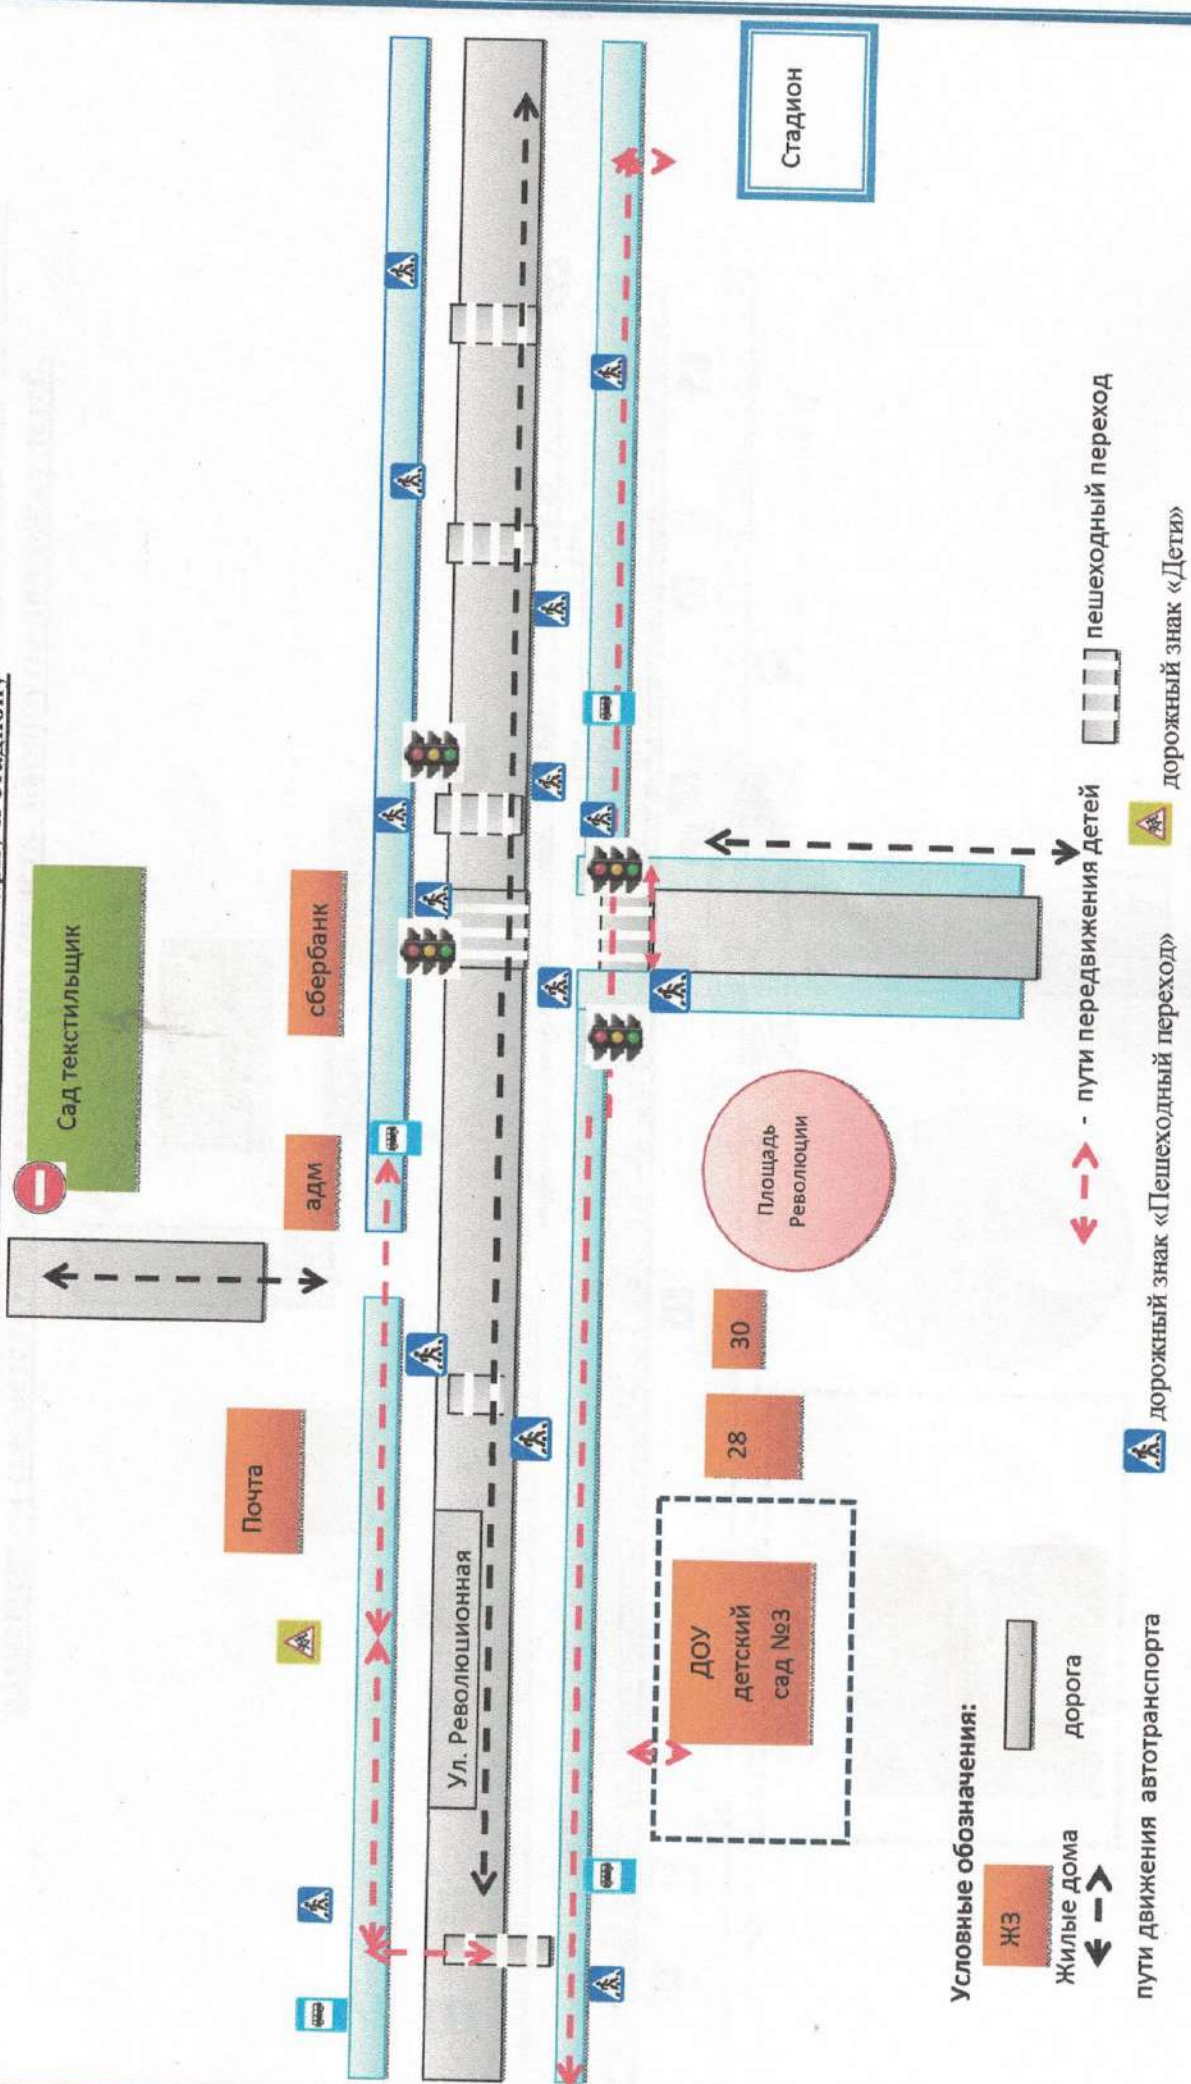 стадион,
Сад текстильщик
Почта
адм
сбербанк
Ул. Революционная
ДОУ
детский
сад №3
28
30
Площадь
Революции
Стадион
Условные обозначения:
ЖЗ
Жилые дома
дорога
- пути передвижения детей
пешеходный переход
пути движения автотранспорта
дорожный знак «Пешеходный переход»
дорожный знак «Дети»